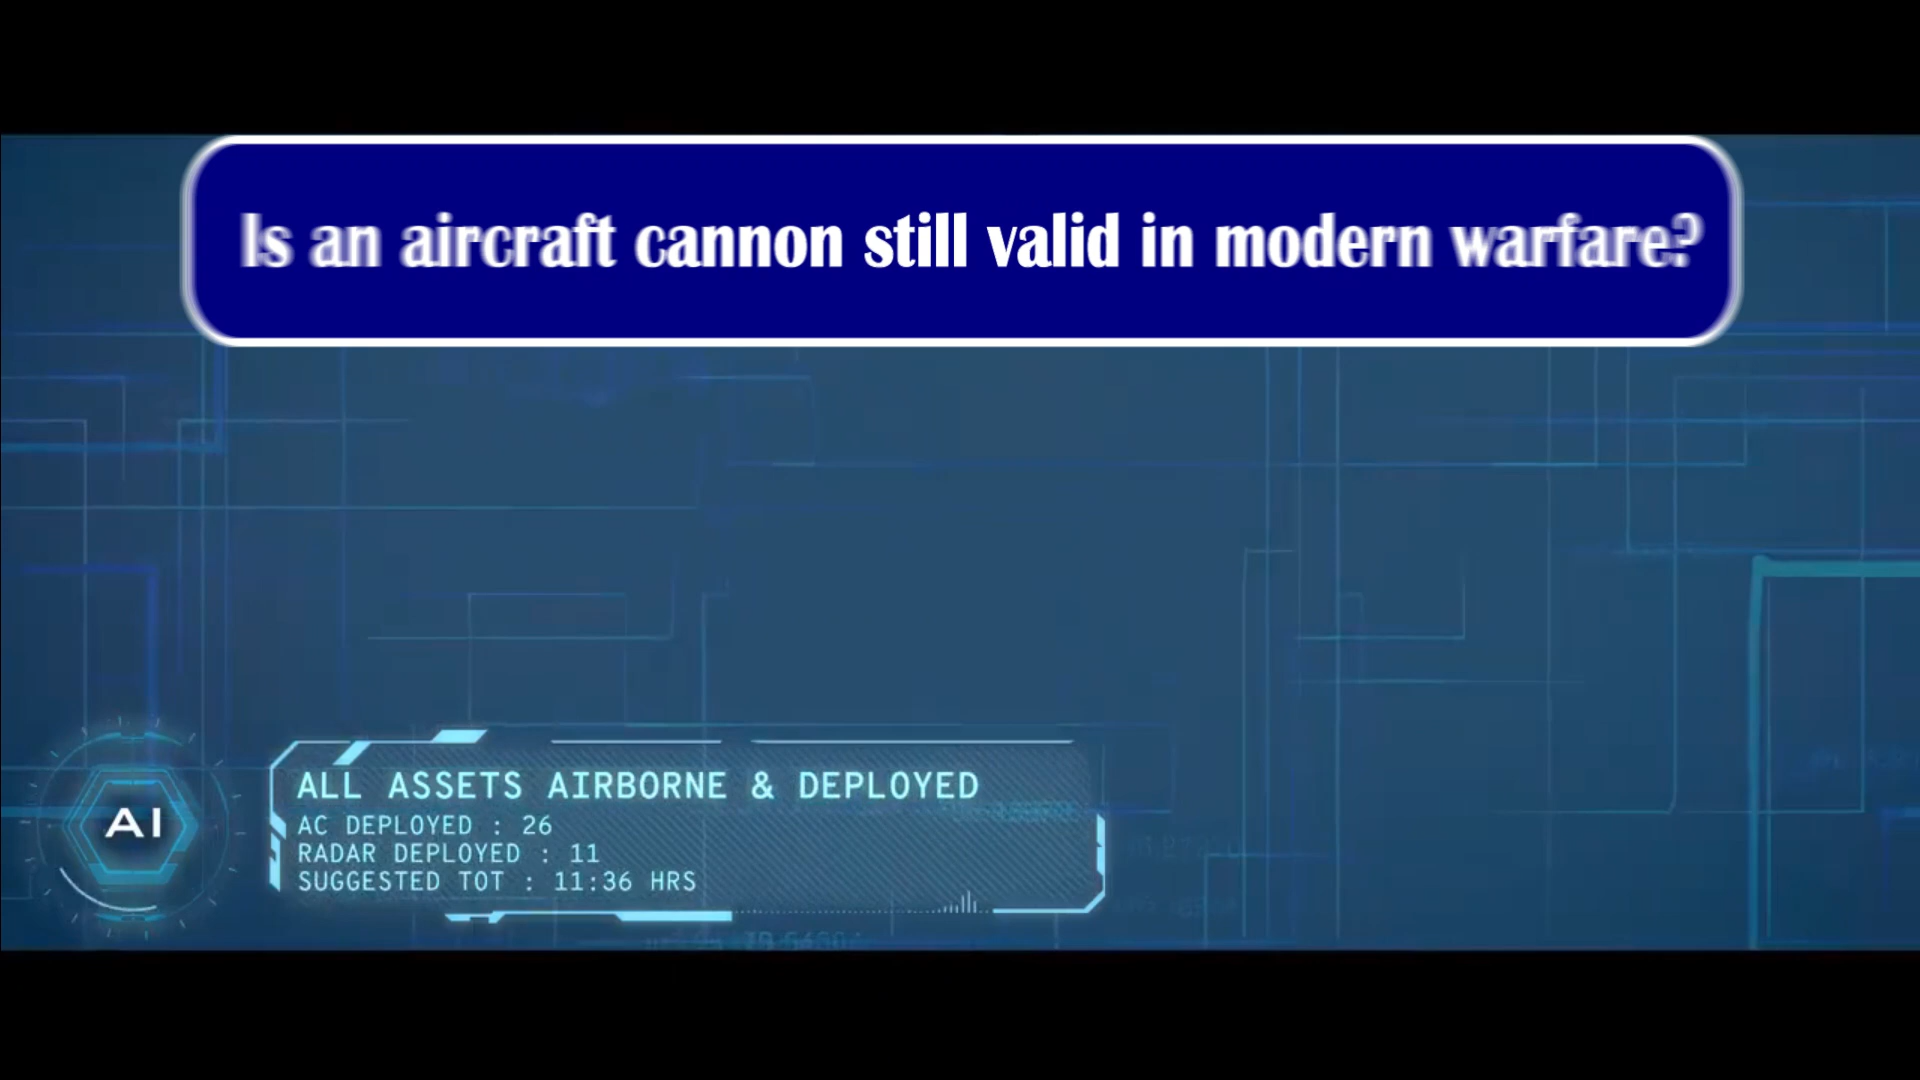 Is an aircraft cannon still valid in modern warfare?
ALL ASSETS AIRBORNE & DEPLOYED
AC DEPLOYED : 26
RADAR DEPLOYED : 11
SUGGESTED TOT : 11:36 HRS
AI